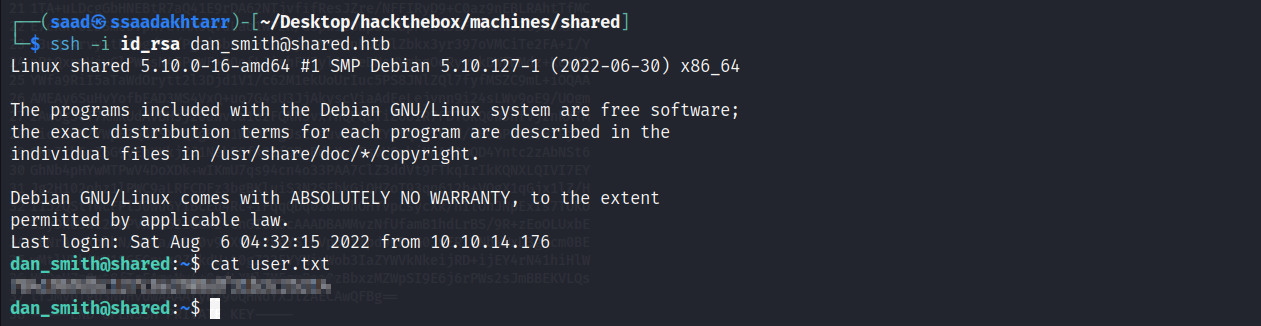 ┌──(saad㉿ssaadakhtarr)-[~/Desktop/hackthebox/machines/shared]
└─$ ssh -i id_rsa dan_smith@shared.htb
Linux shared 5.10.0-16-amd64 #1 SMP Debian 5.10.127-1 (2022-06-30) x86_64
The programs included with the Debian GNU/Linux system are free software;
the exact distribution terms for each program are described in the
individual files in /usr/share/doc/*/copyright.
Debian GNU/Linux comes with ABSOLUTELY NO WARRANTY, to the extent
permitted by applicable law.
Last login: Sat Aug  6 04:32:15 2022 from 10.10.14.176
dan_smith@shared:~$ cat user.txt
dan_smith@shared:~$